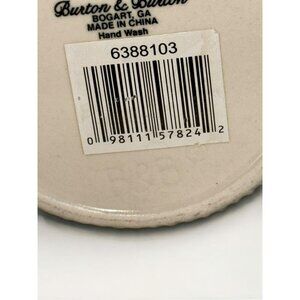 Burton & Burton
BOGART, GA
MADE IN CHINA
Hand Wash
6388103
0 98111 57824 2